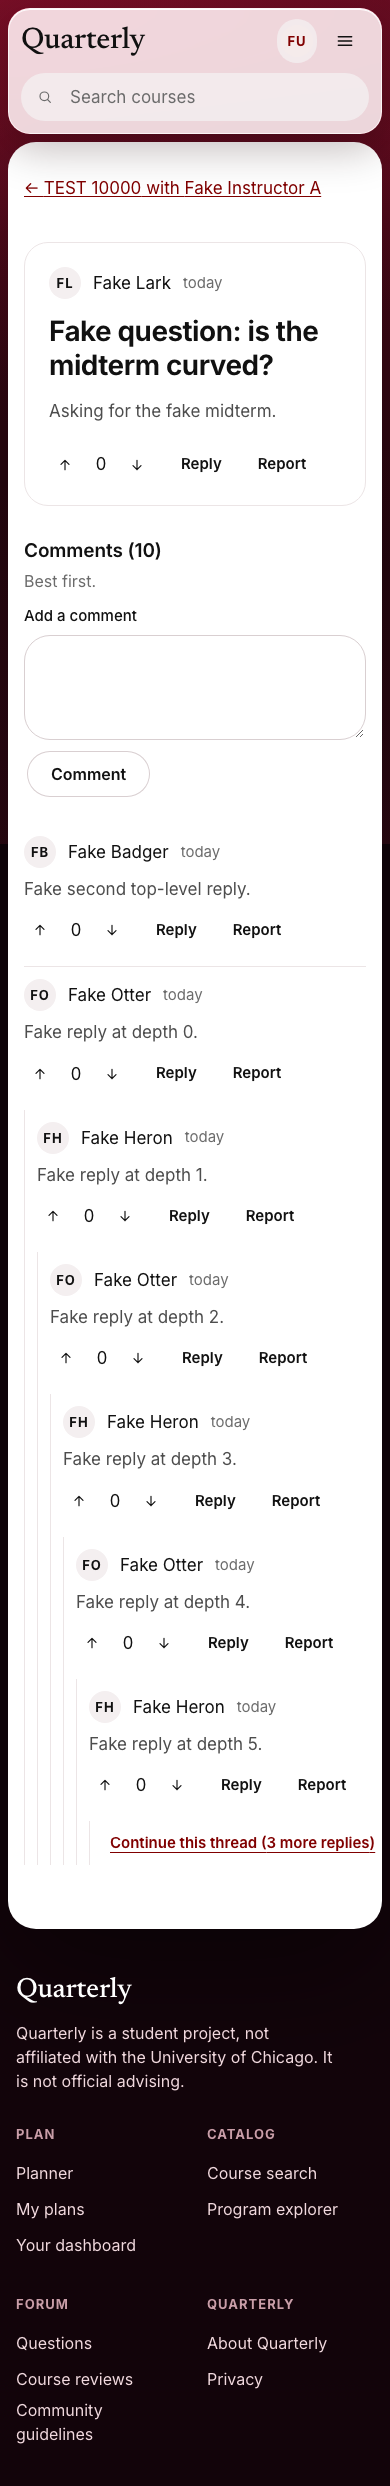 Quarterly
FU
Search courses
← TEST 10000 with Fake Instructor A
FL Fake Lark today
Fake question: is the
midterm curved?
Asking for the fake midterm.
↑ 0 ↓ Reply Report
Comments (10)
Best first.
Add a comment
Comment
FB Fake Badger today
Fake second top-level reply.
↑ 0 ↓ Reply Report
FO Fake Otter today
Fake reply at depth 0.
↑ 0 ↓ Reply Report
FH Fake Heron today
Fake reply at depth 1.
↑ 0 ↓ Reply Report
FO Fake Otter today
Fake reply at depth 2.
↑ 0 ↓ Reply Report
FH Fake Heron today
Fake reply at depth 3.
↑ 0 ↓ Reply Report
FO Fake Otter today
Fake reply at depth 4.
↑ 0 ↓ Reply Report
FH Fake Heron today
Fake reply at depth 5.
↑ 0 ↓ Reply Report
Continue this thread (3 more replies)
Quarterly
Quarterly is a student project, not
affiliated with the University of Chicago. It
is not official advising.
PLAN
Planner
My plans
Your dashboard
CATALOG
Course search
Program explorer
FORUM
Questions
Course reviews
Community
guidelines
QUARTERLY
About Quarterly
Privacy